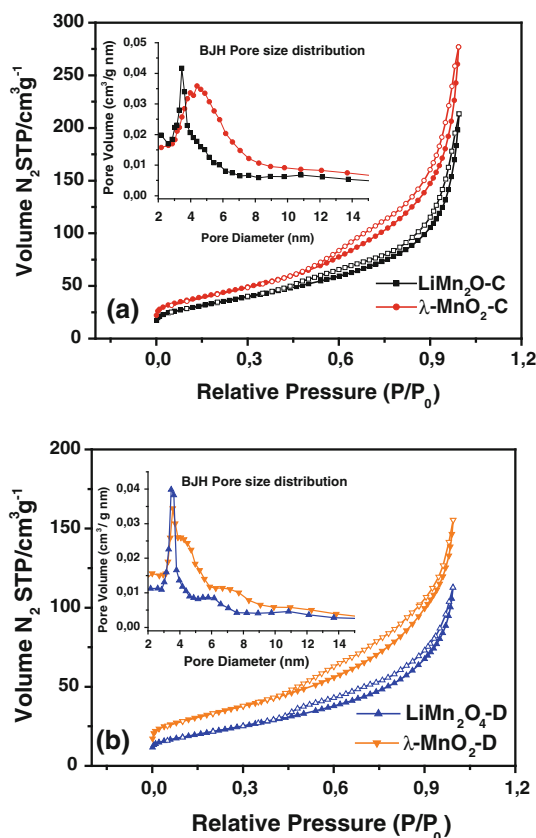 300
250
200
150
100
50
0
Volume N₂STP/cm³g⁻¹
0,05
0,04
0,03
0,02
0,01
0,00
Pore Volume (cm³/g nm)
BJH Pore size distribution
2 4 6 8 10 12 14
Pore Diameter (nm)
LiMn₂O-C
λ-MnO₂-C
(a)
0,0 0,3 0,6 0,9 1,2
Relative Pressure (P/P₀)
200
150
100
50
0
Volume N₂ STP/cm³g⁻¹
0,04
0,03
0,02
0,01
0,00
Pore Volume (cm³/ g nm)
BJH Pore size distribution
2 4 6 8 10 12 14
Pore Diameter (nm)
LiMn₂O₄-D
λ-MnO₂-D
(b)
0,0 0,3 0,6 0,9 1,2
Relative Pressure (P/P₀)